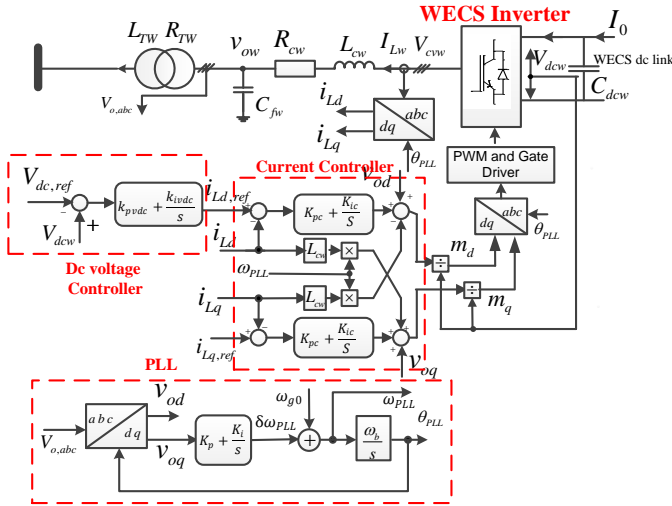 WECS Inverter
L_TW R_TW
v_ow
R_cw
L_cw
I_Lw
V_cvw
I_0
V_dcw
WECS dc link
C_dcw
V_o,abc
C_fw
i_Ld
i_Lq
abc
dq
θ_PLL
PWM and Gate
Driver
abc
dq
θ_PLL
Current Controller
V_dc,ref
-
+
V_dcw
k_pvdc + k_ivdc/s
i_Ld,ref
Dc voltage
Controller
v_od
+
-
K_pc + K_ic/S
+
+
-
i_Ld
L_cw
×
ω_PLL
i_Lq
L_cw
×
÷
m_d
÷
m_q
-
+
i_Lq,ref
K_pc + K_ic/S
+
+
+
v_oq
PLL
V_o,abc
abc
dq
v_od
v_oq
K_p + K_i/s
δω_PLL
ω_g0
+
ω_PLL
ω_b/s
θ_PLL